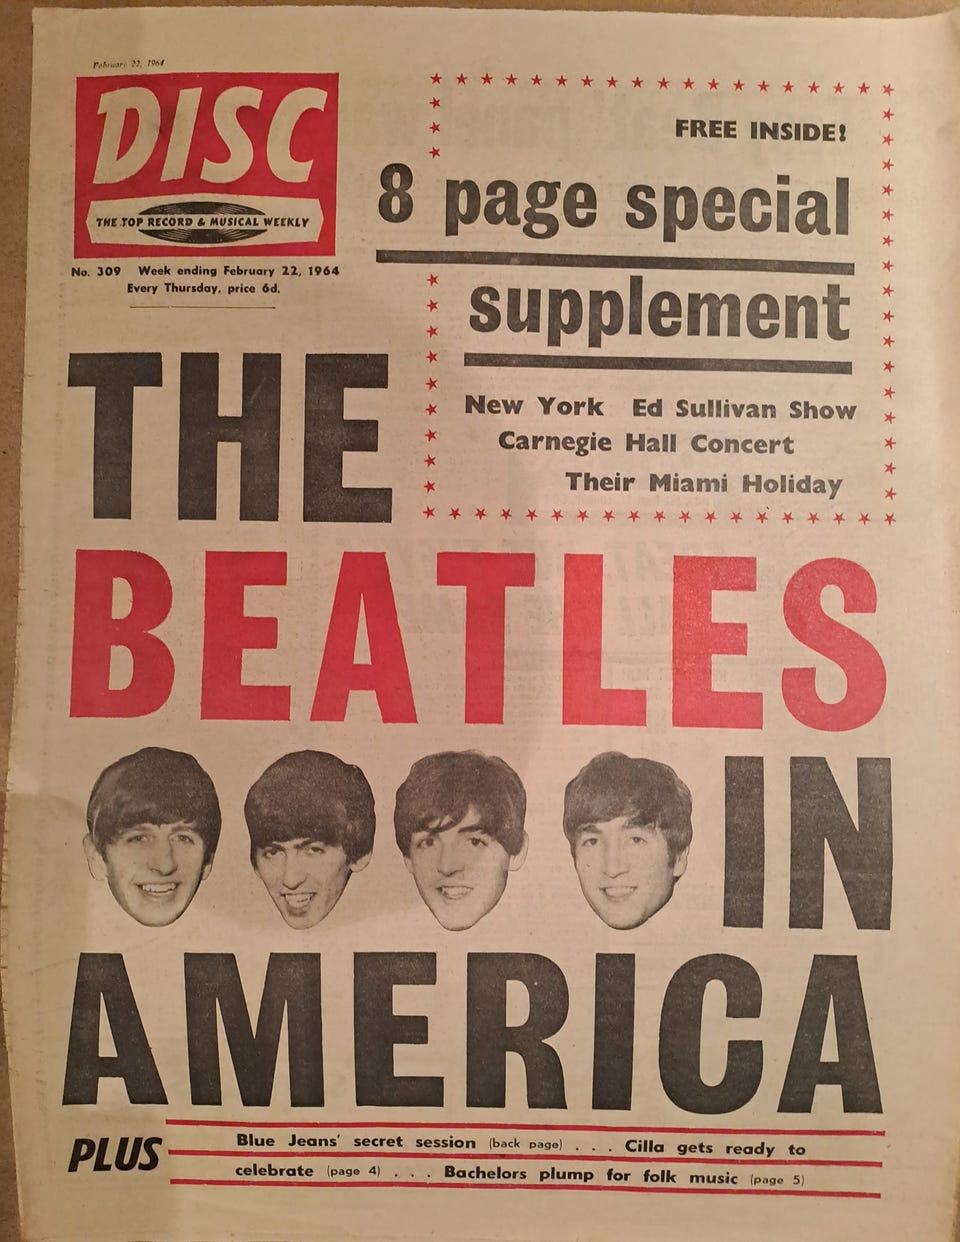 February 22, 1964
DISC
THE TOP RECORD & MUSICAL WEEKLY
No. 309 Week ending February 22, 1964
Every Thursday, price 6d.
FREE INSIDE!
8 page special
supplement
New York Ed Sullivan Show
Carnegie Hall Concert
Their Miami Holiday
THE
BEATLES
IN
AMERICA
PLUS
Blue Jeans' secret session (back page) . . . Cilla gets ready to
celebrate (page 4) . . . Bachelors plump for folk music (page 5)